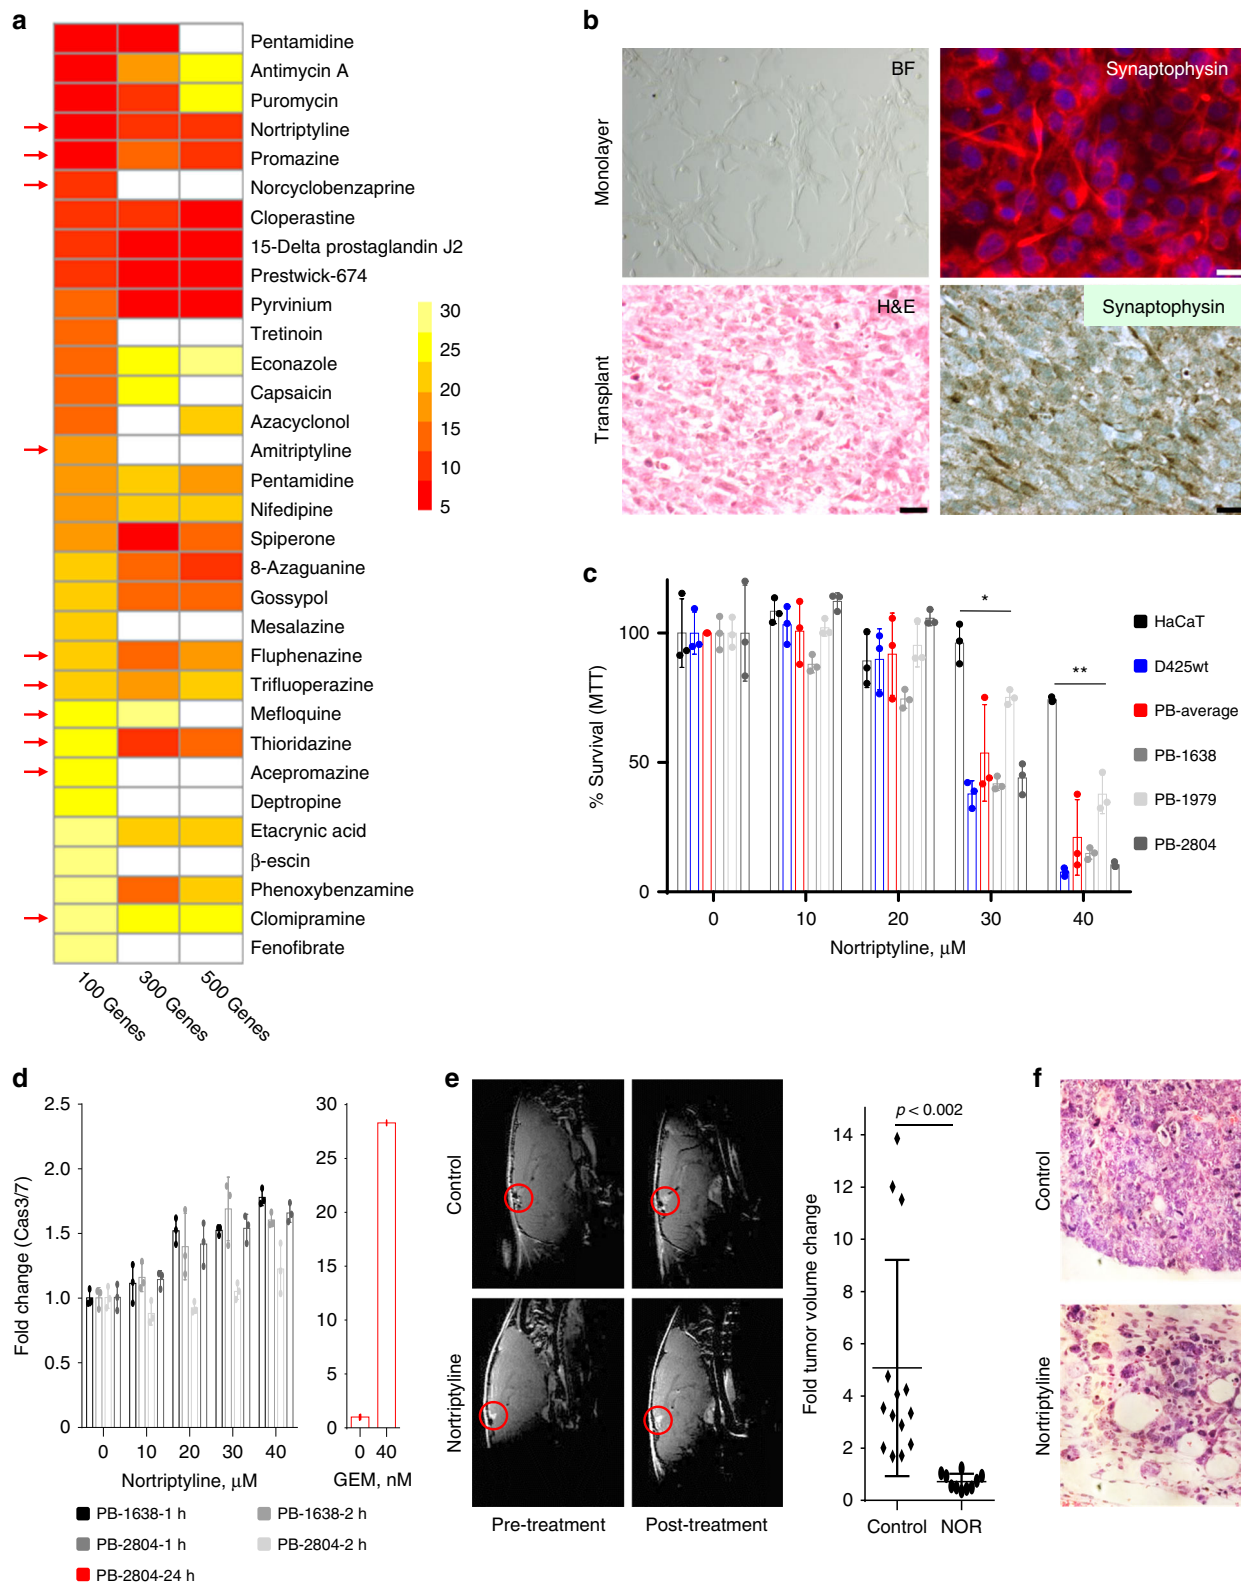 a
Pentamidine
Antimycin A
Puromycin
Nortriptyline
Promazine
Norcyclobenzaprine
Cloperastine
15-Delta prostaglandin J2
Prestwick-674
Pyrvinium
Tretinoin
Econazole
Capsaicin
Azacyclonol
Amitriptyline
Pentamidine
Nifedipine
Spiperone
8-Azaguanine
Gossypol
Mesalazine
Fluphenazine
Trifluoperazine
Mefloquine
Thioridazine
Acepromazine
Deptropine
Etacrynic acid
β-escin
Phenoxybenzamine
Clomipramine
Fenofibrate
100 Genes
300 Genes
500 Genes
30
25
20
15
10
5
b
Monolayer
BF
Synaptophysin
Transplant
H&E
Synaptophysin
c
% Survival (MTT)
100
50
0
*
**
0 10 20 30 40
Nortriptyline, μM
HaCaT
D425wt
PB-average
PB-1638
PB-1979
PB-2804
d
Fold change (Cas3/7)
2.5
2.0
1.5
1.0
0.5
0
0 10 20 30 40
Nortriptyline, μM
30
25
20
15
10
5
0
0 40
GEM, nM
PB-1638-1 h
PB-2804-1 h
PB-2804-24 h
PB-1638-2 h
PB-2804-2 h
e
Control
Nortriptyline
Pre-treatment
Post-treatment
Fold tumor volume change
p < 0.002
14
12
10
8
6
4
2
0
Control NOR
f
Control
Nortriptyline